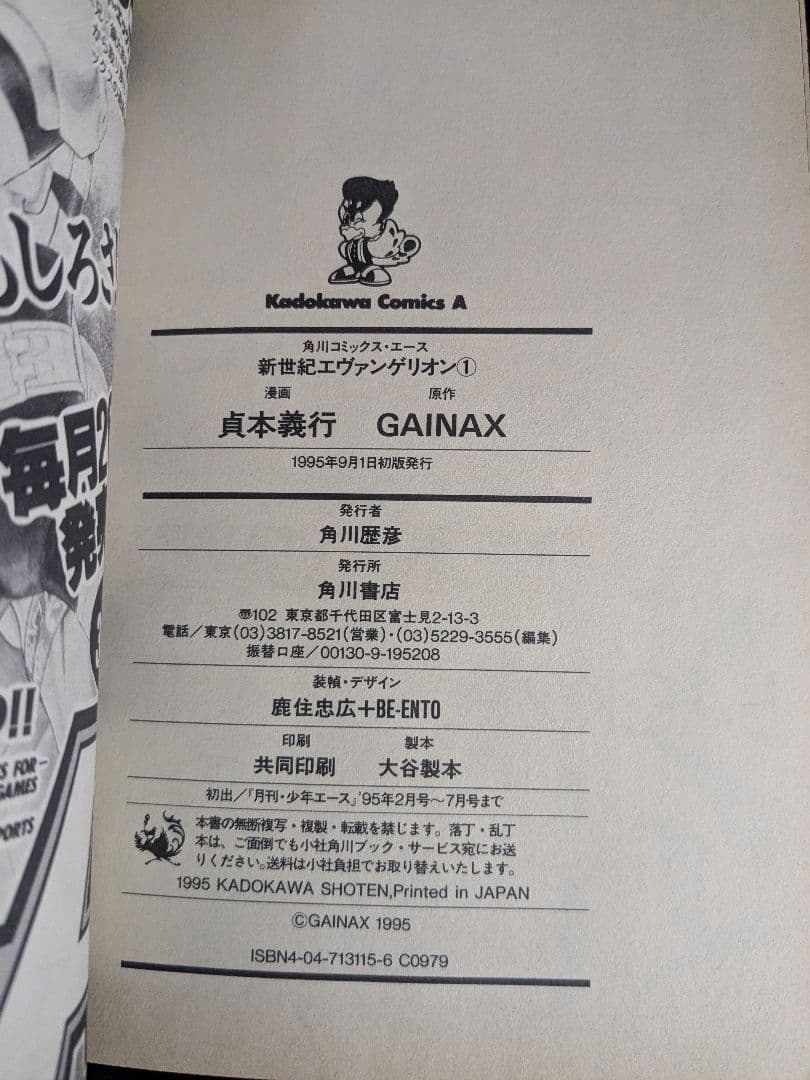 しろさ
毎月2
発売
!!
S FOR-
GAMES
PORTS
Kadokawa Comics A
角川コミックス・エース
新世紀エヴァンゲリオン①
漫画 原作
貞本義行 GAINAX
1995年9月1日初版発行
発行者
角川歴彦
発行所
角川書店
〠102 東京都千代田区富士見2-13-3
電話/東京(03)3817-8521(営業)・(03)5229-3555(編集)
振替口座/00130-9-195208
装幀・デザイン
鹿住忠広+BE-ENTO
印刷 製本
共同印刷 大谷製本
初出/『月刊・少年エース』'95年2月号~7月号まで
本書の無断複写・複製・転載を禁じます。落丁・乱丁
本は、ご面倒でも小社角川ブック・サービス宛にお送
りください。送料は小社負担でお取り替えいたします。
1995 KADOKAWA SHOTEN,Printed in JAPAN
©GAINAX 1995
ISBN4-04-713115-6 C0979